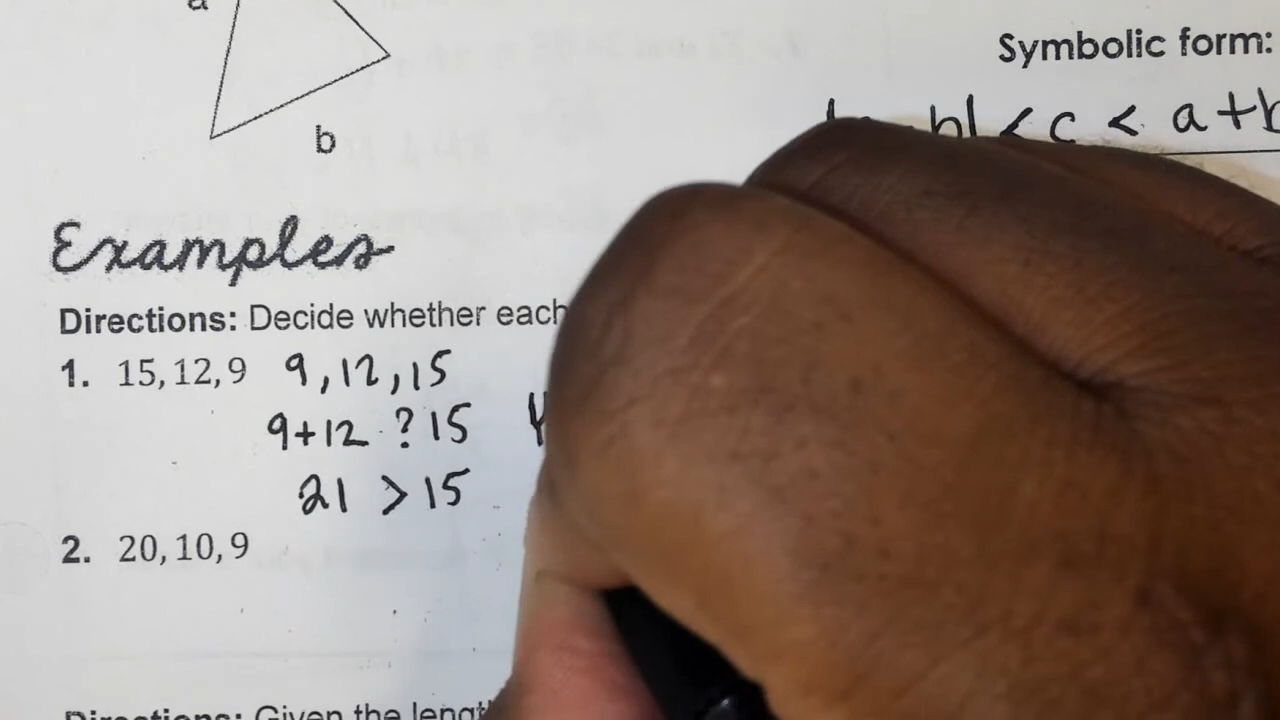 a
b
Symbolic form:
b| < c < a + b
Examples
Directions: Decide whether each
1. 15, 12, 9 9, 12, 15
9 + 12 ? 15
21 > 15
2. 20, 10, 9
Directions: Given the